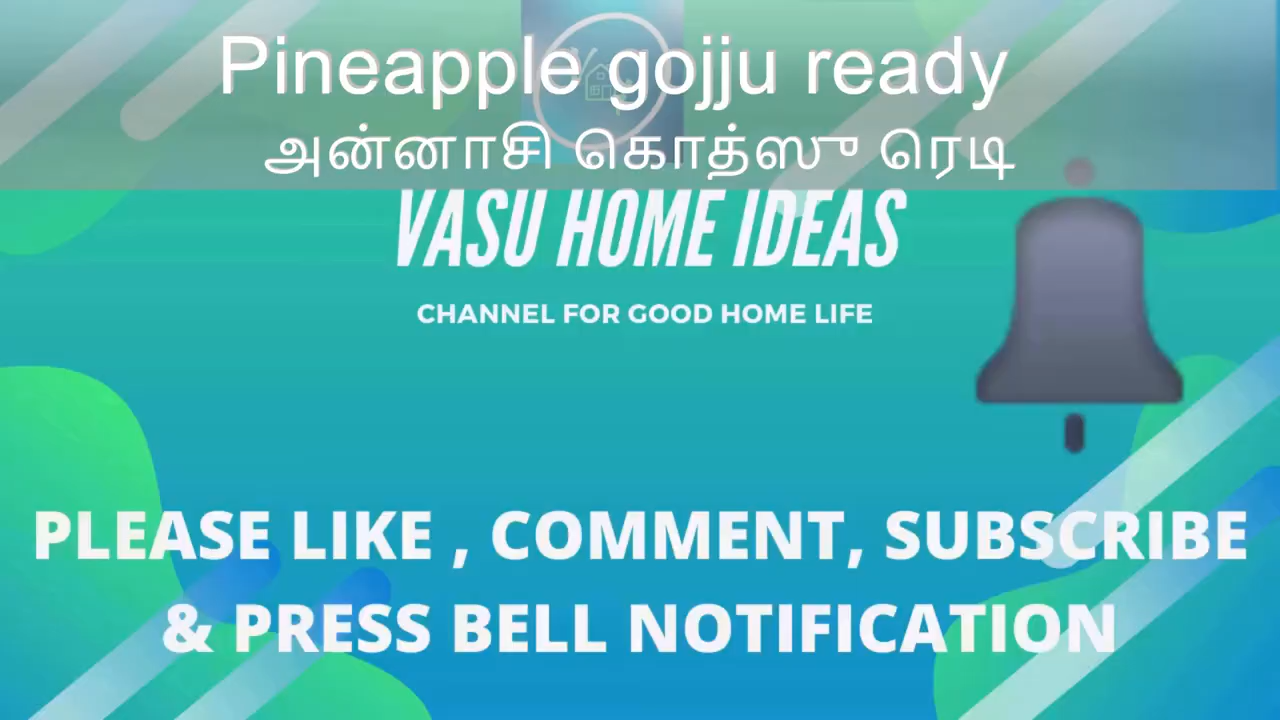 Pineapple gojju ready
அன்னாசி கொத்ஸு ரெடி
VASU HOME IDEAS
CHANNEL FOR GOOD HOME LIFE
PLEASE LIKE , COMMENT, SUBSCRIBE
& PRESS BELL NOTIFICATION